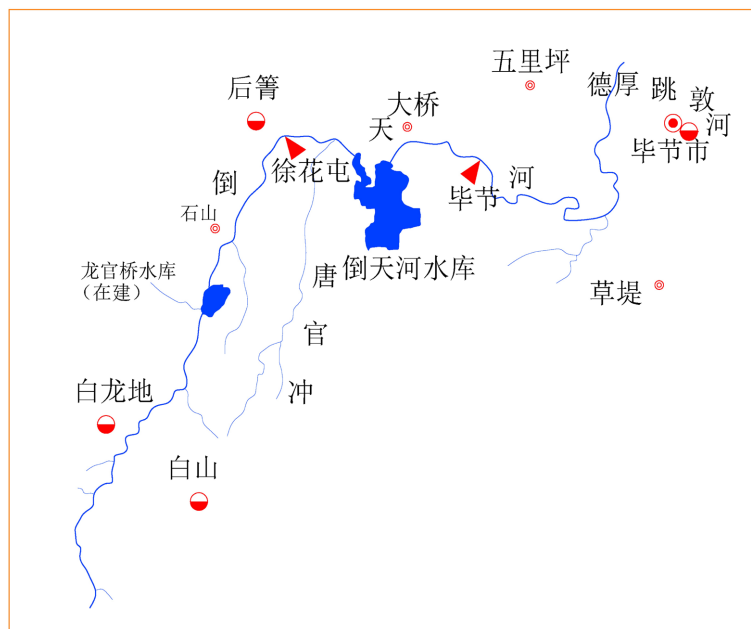 五里坪
德厚
跳
敦
河
后箐
大桥
天
毕节市
徐花屯
倒
毕节
河
石山
龙官桥水库
（在建）
唐
倒天河水库
草堤
官
冲
白龙地
白山